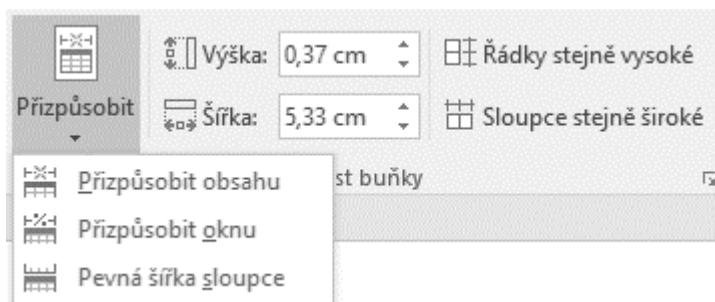 Výška: 0,37 cm Řádky stejně vysoké
Přizpůsobit Šířka: 5,33 cm Sloupce stejně široké
st buňky
Přizpůsobit obsahu
Přizpůsobit oknu
Pevná šířka sloupce